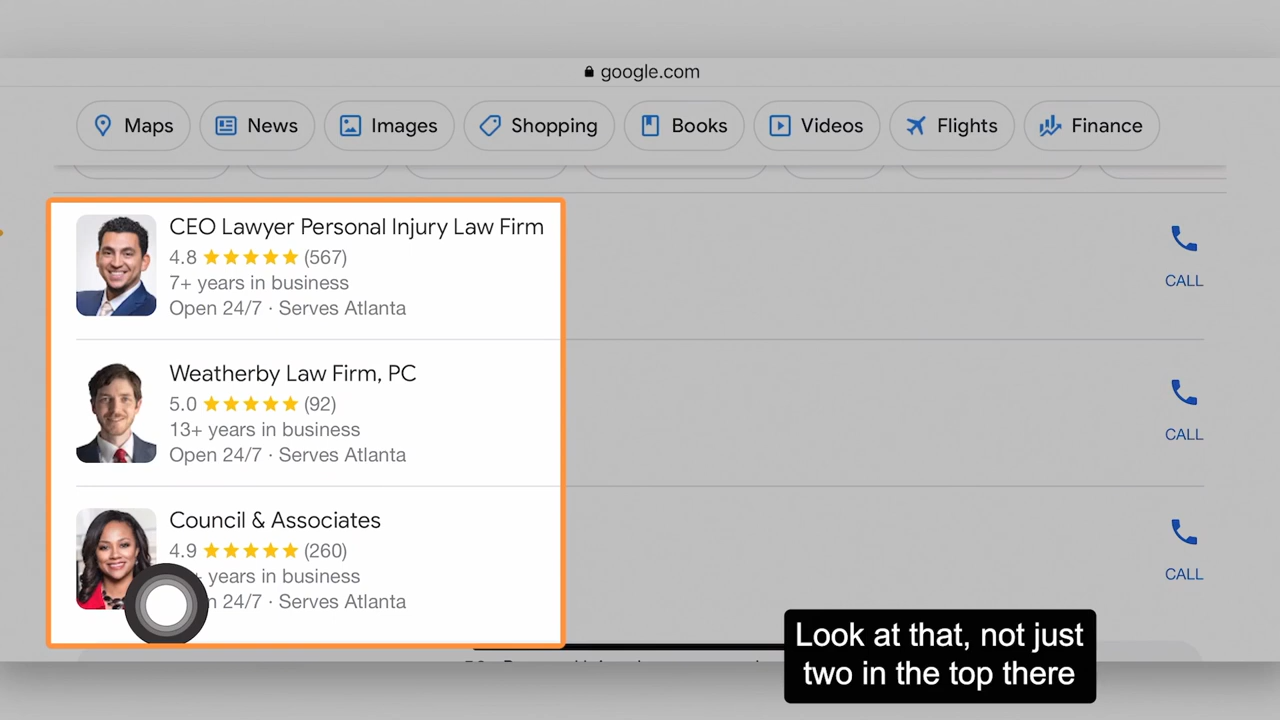 google.com
Maps News Images Shopping Books Videos Flights Finance
CEO Lawyer Personal Injury Law Firm
4.8 (567)
7+ years in business
Open 24/7 · Serves Atlanta
CALL
Weatherby Law Firm, PC
5.0 (92)
13+ years in business
Open 24/7 · Serves Atlanta
CALL
Council & Associates
4.9 (260)
years in business
24/7 · Serves Atlanta
CALL
Look at that, not just
two in the top there